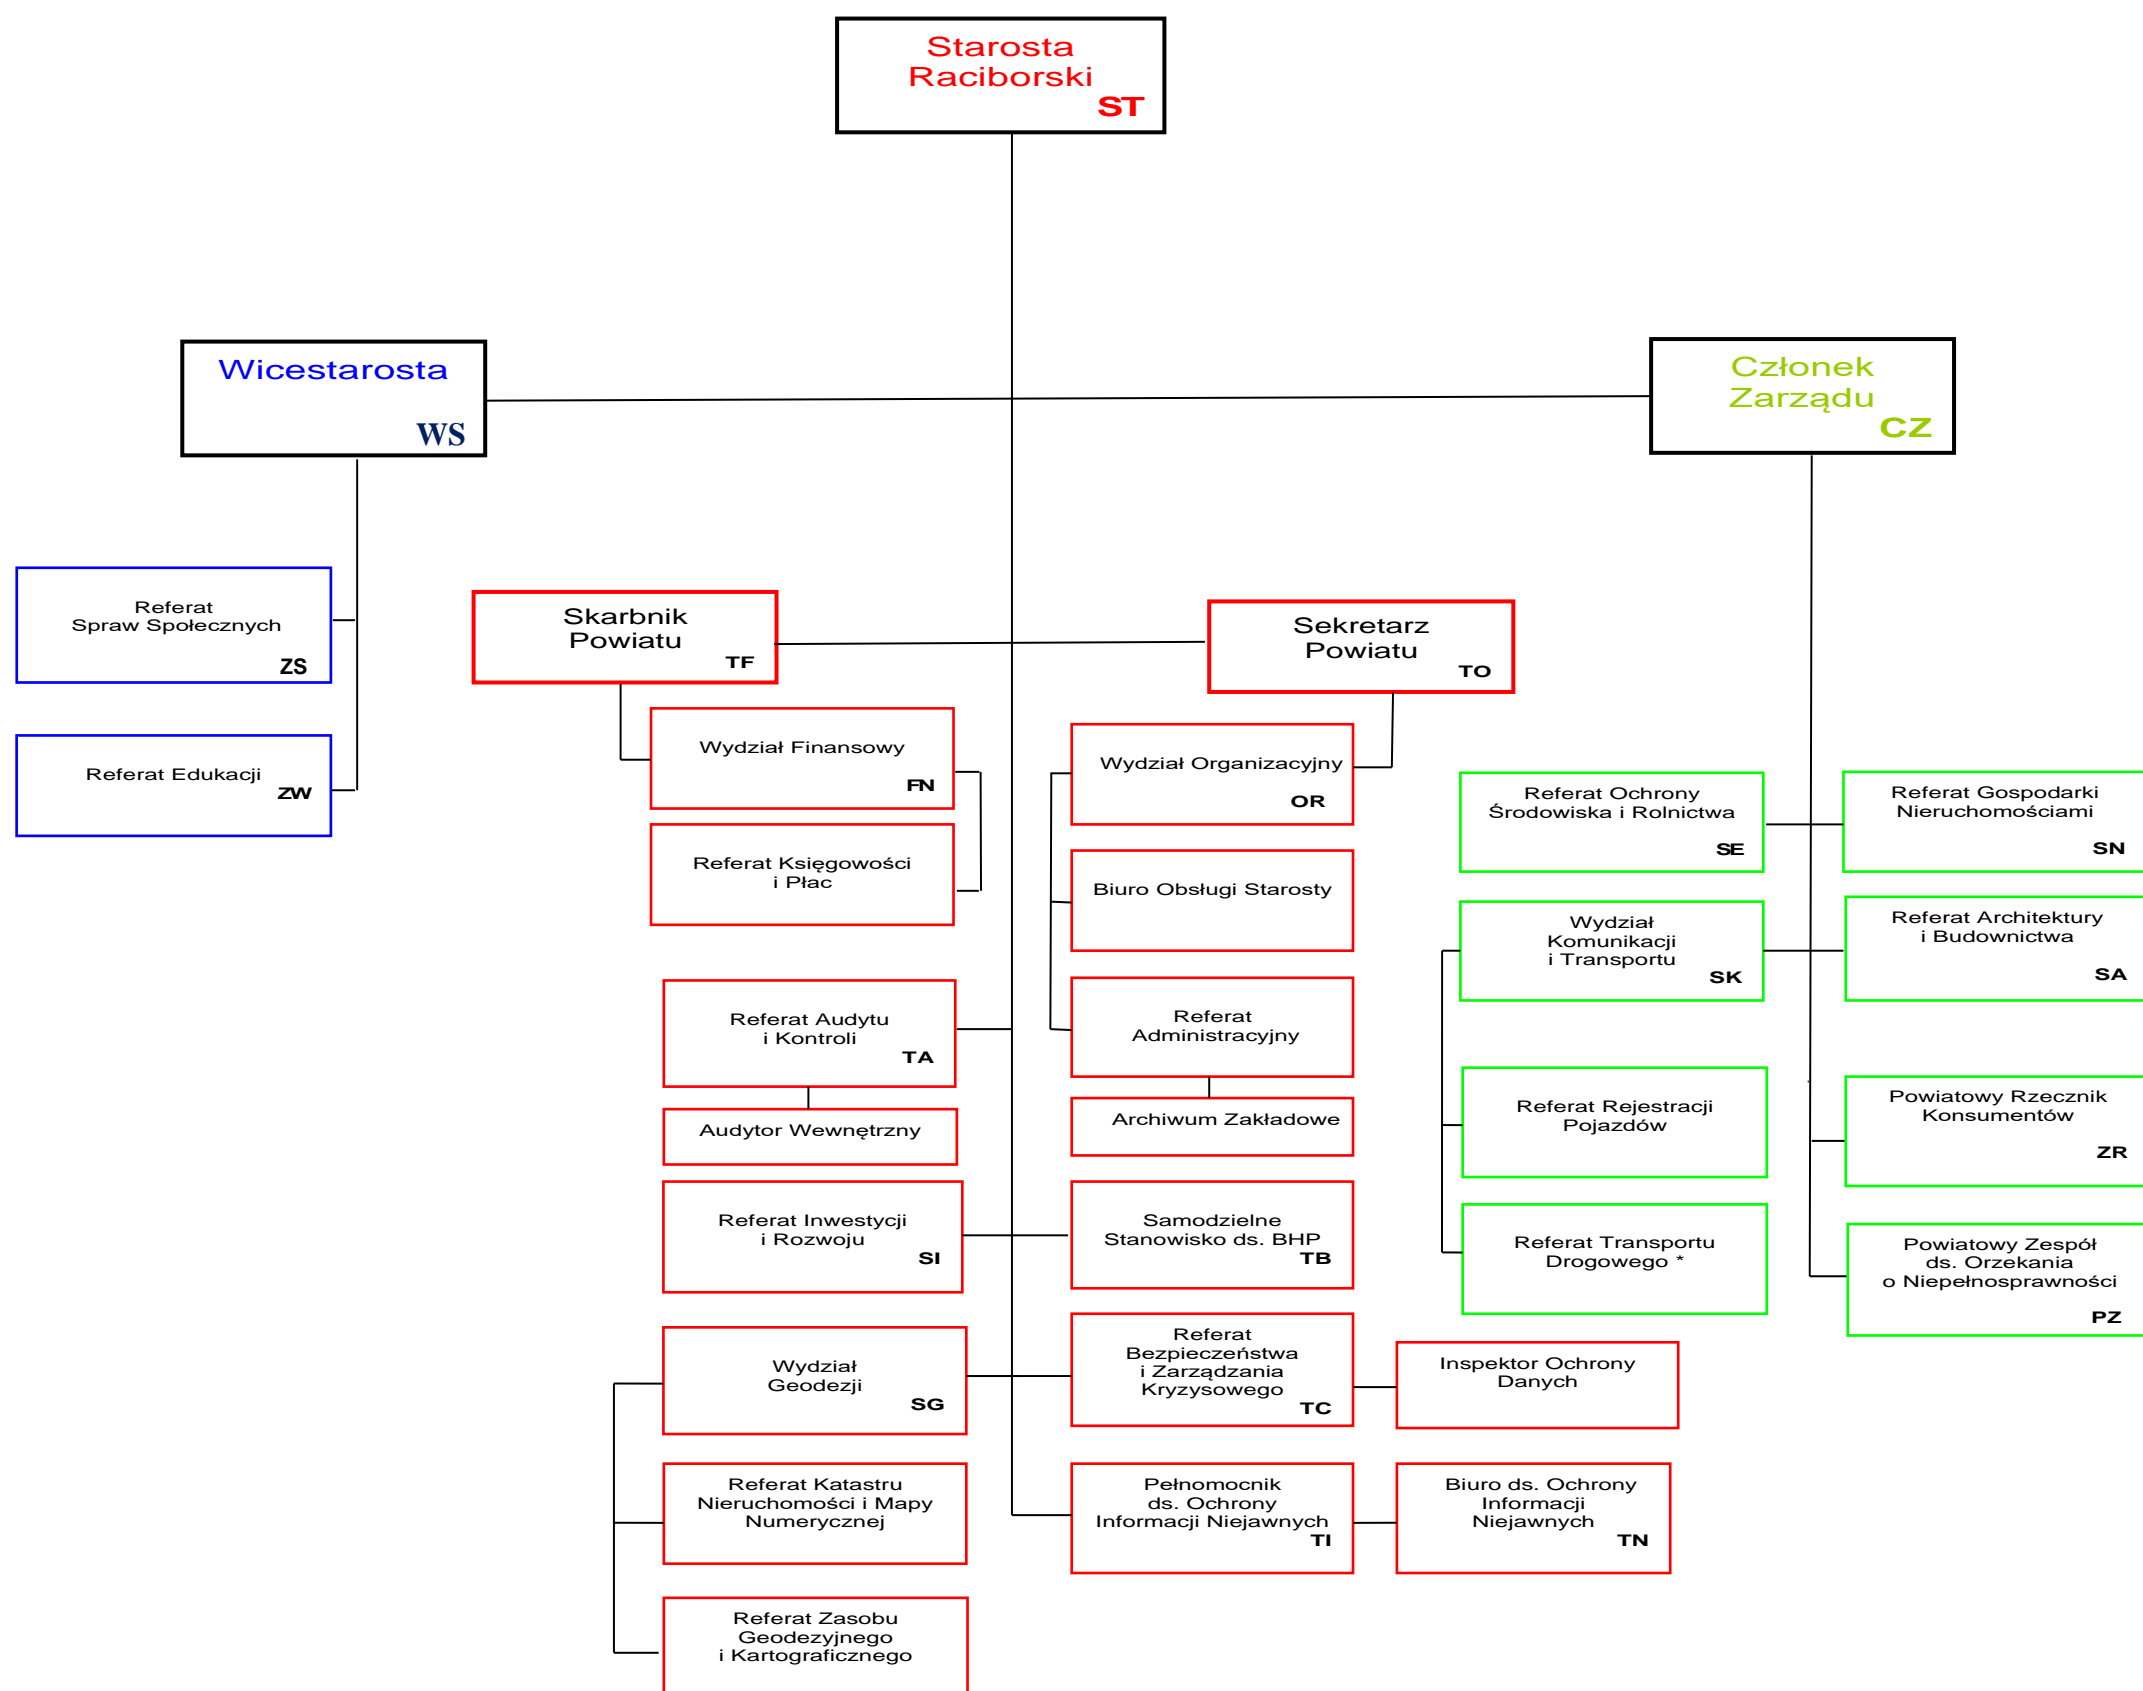 Starosta
Raciborski
ST
Wicestarosta
WS
Członek
Zarządu
CZ
Referat
Spraw Społecznych
ZS
Referat Edukacji
ZW
Skarbnik
Powiatu
TF
Sekretarz
Powiatu
TO
Wydział Finansowy
FN
Referat Księgowości
i Płac
Wydział Organizacyjny
OR
Biuro Obsługi Starosty
Referat
Administracyjny
Archiwum Zakładowe
Referat Audytu
i Kontroli
TA
Audytor Wewnętrzny
Referat Inwestycji
i Rozwoju
SI
Samodzielne
Stanowisko ds. BHP
TB
Wydział
Geodezji
SG
Referat
Bezpieczeństwa
i Zarządzania
Kryzysowego
TC
Inspektor Ochrony
Danych
Referat Katastru
Nieruchomości i Mapy
Numerycznej
Pełnomocnik
ds. Ochrony
Informacji Niejawnych
TI
Biuro ds. Ochrony
Informacji
Niejawnych
TN
Referat Zasobu
Geodezyjnego
i Kartograficznego
Referat Ochrony
Środowiska i Rolnictwa
SE
Referat Gospodarki
Nieruchomościami
SN
Wydział
Komunikacji
i Transportu
SK
Referat Architektury
i Budownictwa
SA
Referat Rejestracji
Pojazdów
Powiatowy Rzecznik
Konsumentów
ZR
Referat Transportu
Drogowego *
Powiatowy Zespół
ds. Orzekania
o Niepełnosprawności
PZ